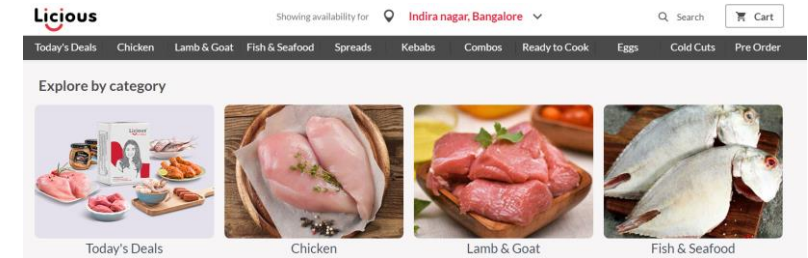 Licious
Showing availability for Indira nagar, Bangalore
Search
Cart
Today's Deals Chicken Lamb & Goat Fish & Seafood Spreads Kebabs Combos Ready to Cook Eggs Cold Cuts Pre Order
Explore by category
Licious
Today's Deals Chicken Lamb & Goat Fish & Seafood